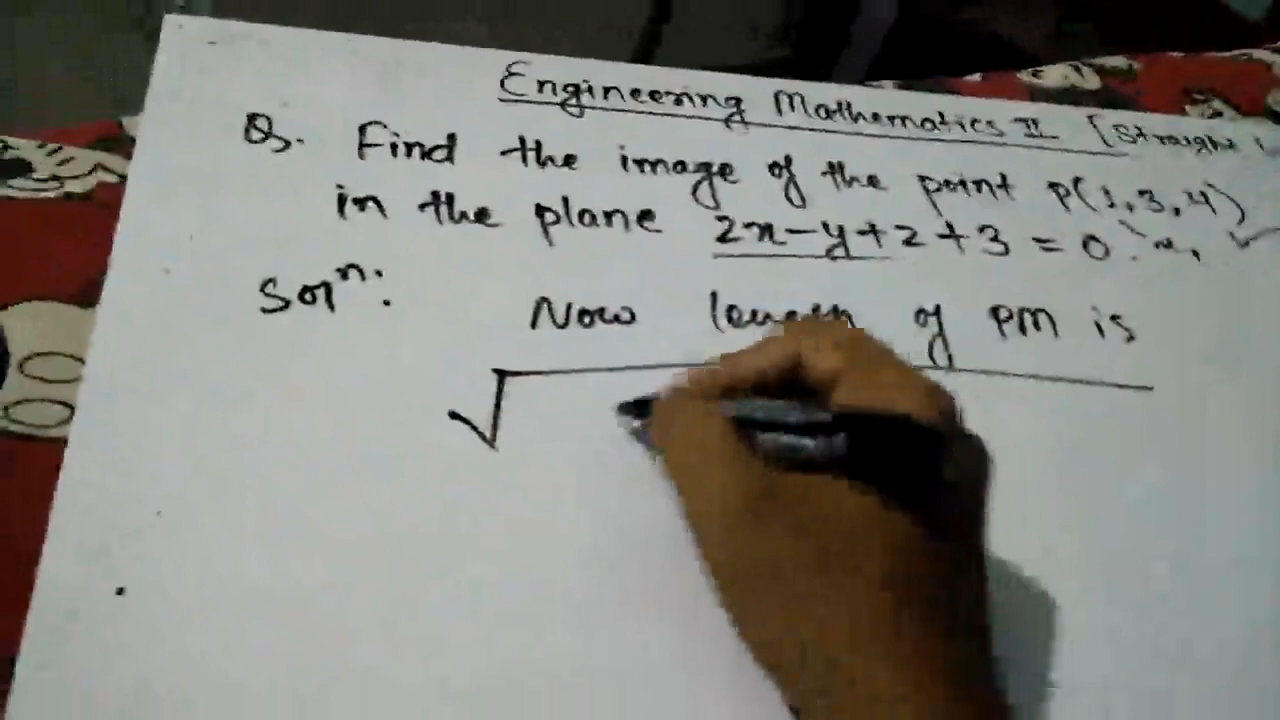 Engineering Mathematics II [Straight
Q. Find the image of the point P(1,3,4)
in the plane 2x-y+z+3=0
Solⁿ: Now length of PM is
√